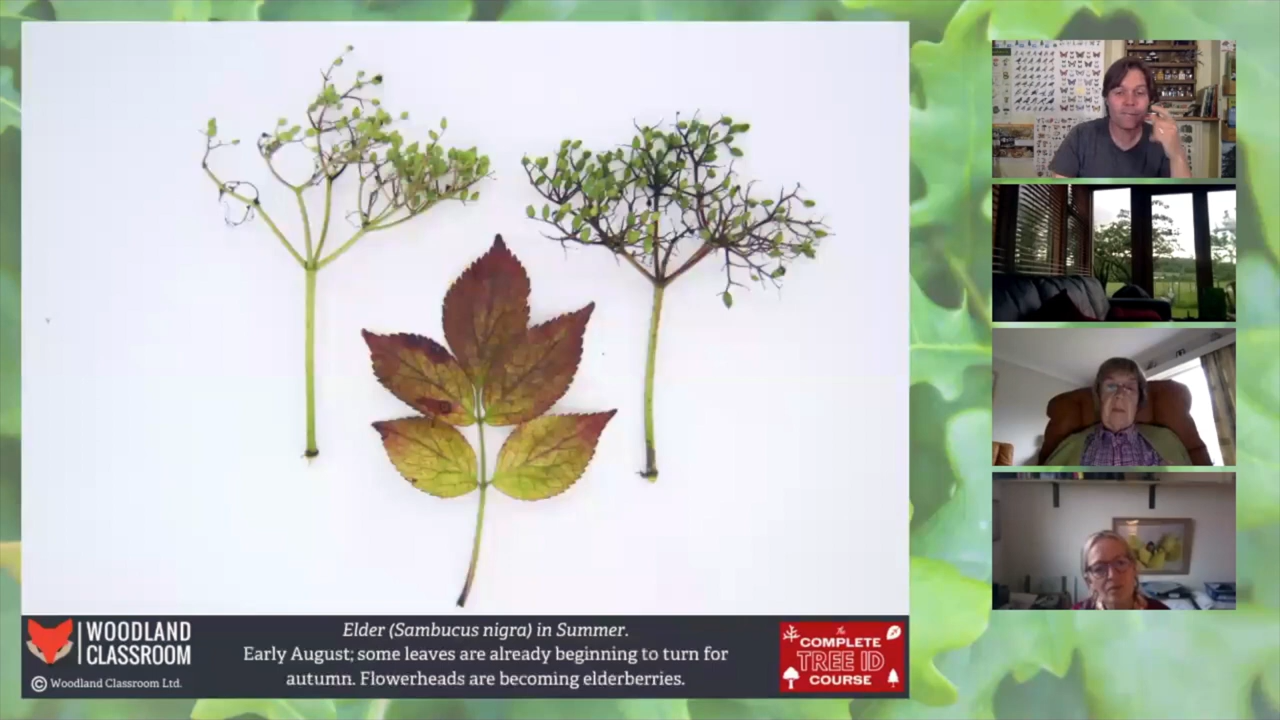 WOODLAND
CLASSROOM
© Woodland Classroom Ltd.
Elder (Sambucus nigra) in Summer.
Early August; some leaves are already beginning to turn for
autumn. Flowerheads are becoming elderberries.
The
COMPLETE
TREE ID
COURSE